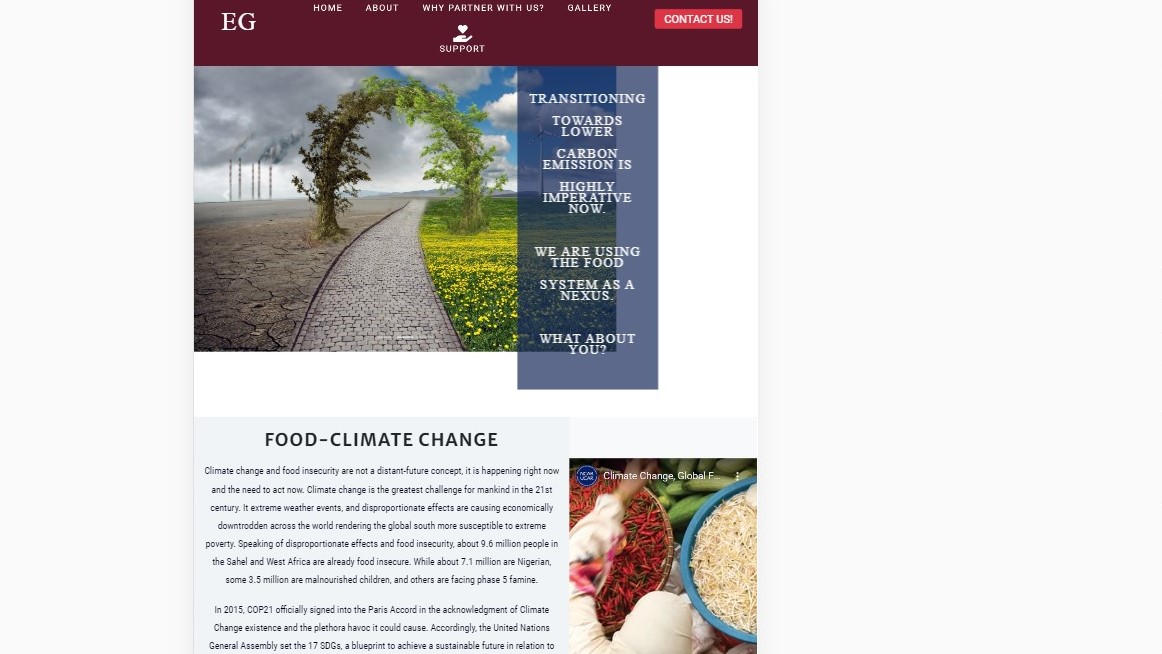 EG
HOME ABOUT WHY PARTNER WITH US? GALLERY
SUPPORT
CONTACT US!
TRANSITIONING
TOWARDS
LOWER
CARBON
EMISSION IS
HIGHLY
IMPERATIVE
NOW.
WE ARE USING
THE FOOD
SYSTEM AS A
NEXUS.
WHAT ABOUT
YOU?
FOOD-CLIMATE CHANGE
Climate change and food insecurity are not a distant-future concept, it is happening right now
and the need to act now. Climate change is the greatest challenge for mankind in the 21st
century. It extreme weather events, and disproportionate effects are causing economically
downtrodden across the world rendering the global south more susceptible to extreme
poverty. Speaking of disproportionate effects and food insecurity, about 9.6 million people in
the Sahel and West Africa are already food insecure. While about 7.1 million are Nigerian,
some 3.5 million are malnourished children, and others are facing phase 5 famine.
In 2015, COP21 officially signed into the Paris Accord in the acknowledgment of Climate
Change existence and the plethora havoc it could cause. Accordingly, the United Nations
General Assembly set the 17 SDGs, a blueprint to achieve a sustainable future in relation to
NCAR
UCAR
Climate Change, Global F...